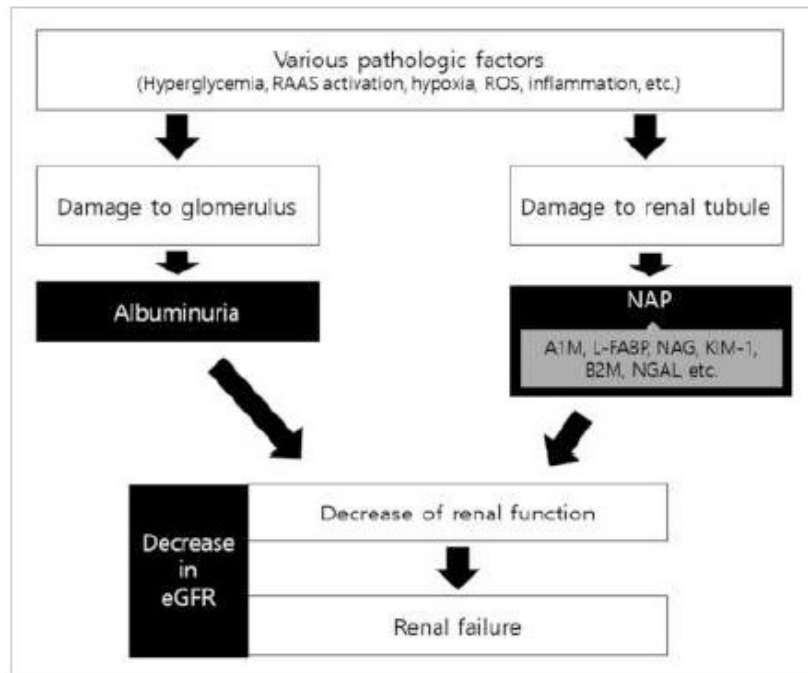 Various pathologic factors
(Hyperglycemia, RAAS activation, hypoxia, ROS, inflammation, etc.)
Damage to glomerulus
Damage to renal tubule
Albuminuria
NAP
A1M, L-FABP, NAG, KIM-1,
B2M, NGAL, etc.
Decrease
in
eGFR
Decrease of renal function
Renal failure